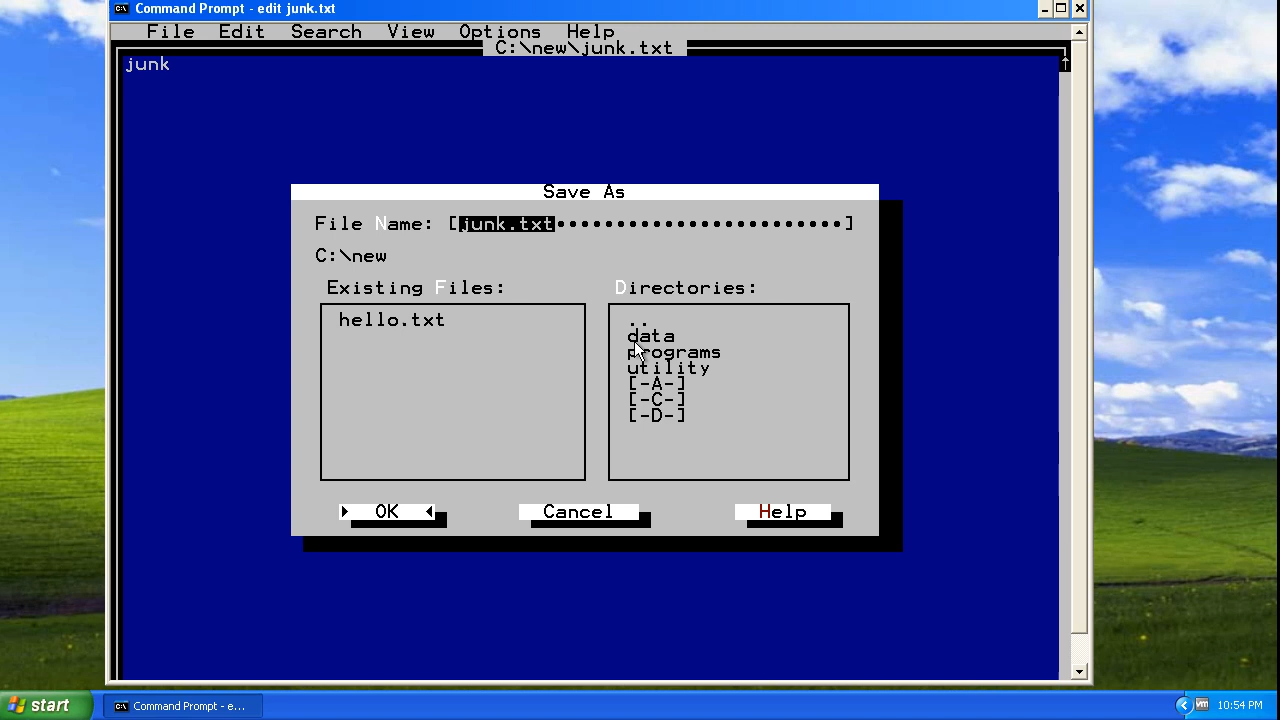 Command Prompt - edit junk.txt
File Edit Search View Options Help
C:\new\junk.txt
junk
Save As
File Name: [junk.txt························]
C:\new
Existing Files: Directories:
hello.txt
..
data
programs
utility
[-A-]
[-C-]
[-D-]
OK Cancel Help
start
Command Prompt - e...
vm
10:54 PM